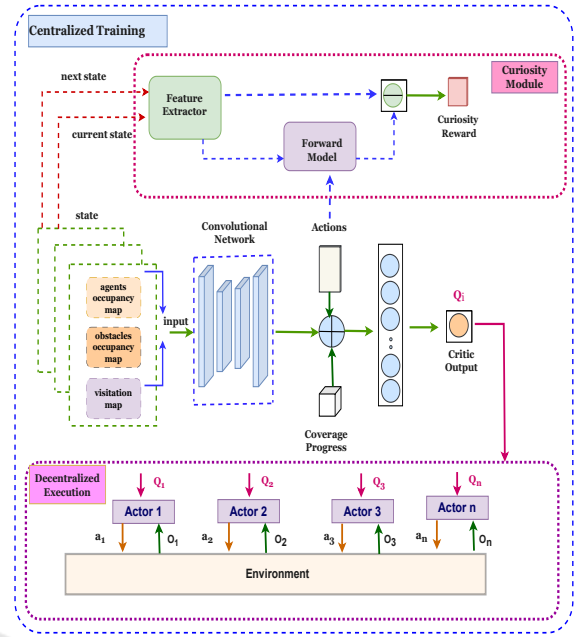 Centralized Training
next state
Curiosity
Module
Feature
Extractor
Curiosity
Reward
current state
Forward
Model
state
Convolutional
Network
Actions
agents
occupancy
map
input
obstacles
occupancy
map
visitation
map
Qi
Critic
Output
Coverage
Progress
Decentralized
Execution
Q1
Q2
Q3
Qn
Actor 1
Actor 2
Actor 3
Actor n
a1
O1
a2
O2
a3
O3
an
On
Environment